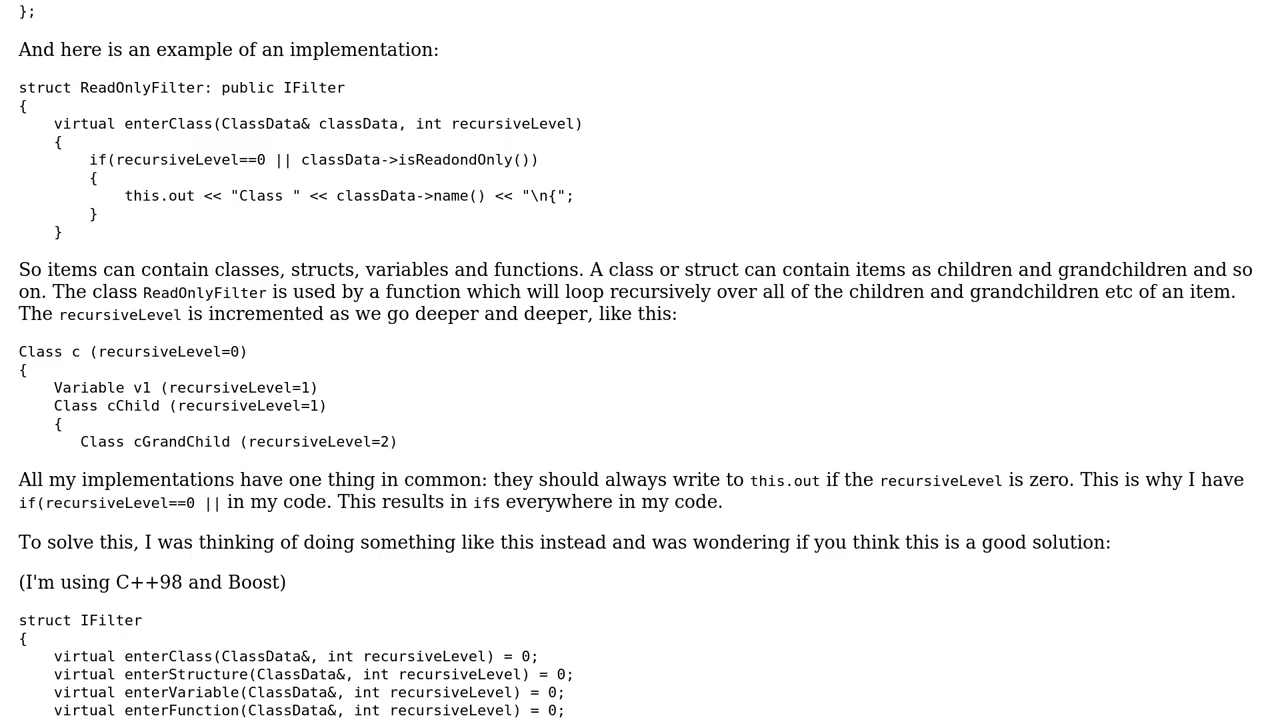 };
And here is an example of an implementation:
struct ReadOnlyFilter: public IFilter
{
    virtual enterClass(ClassData& classData, int recursiveLevel)
    {
        if(recursiveLevel==0 || classData->isReadondOnly())
        {
            this.out << "Class " << classData->name() << "\n{";
        }
    }
So items can contain classes, structs, variables and functions. A class or struct can contain items as children and grandchildren and so
on. The class ReadOnlyFilter is used by a function which will loop recursively over all of the children and grandchildren etc of an item.
The recursiveLevel is incremented as we go deeper and deeper, like this:
Class c (recursiveLevel=0)
{
    Variable v1 (recursiveLevel=1)
    Class cChild (recursiveLevel=1)
    {
       Class cGrandChild (recursiveLevel=2)
All my implementations have one thing in common: they should always write to this.out if the recursiveLevel is zero. This is why I have
if(recursiveLevel==0 || in my code. This results in ifs everywhere in my code.
To solve this, I was thinking of doing something like this instead and was wondering if you think this is a good solution:
(I'm using C++98 and Boost)
struct IFilter
{
    virtual enterClass(ClassData&, int recursiveLevel) = 0;
    virtual enterStructure(ClassData&, int recursiveLevel) = 0;
    virtual enterVariable(ClassData&, int recursiveLevel) = 0;
    virtual enterFunction(ClassData&, int recursiveLevel) = 0;